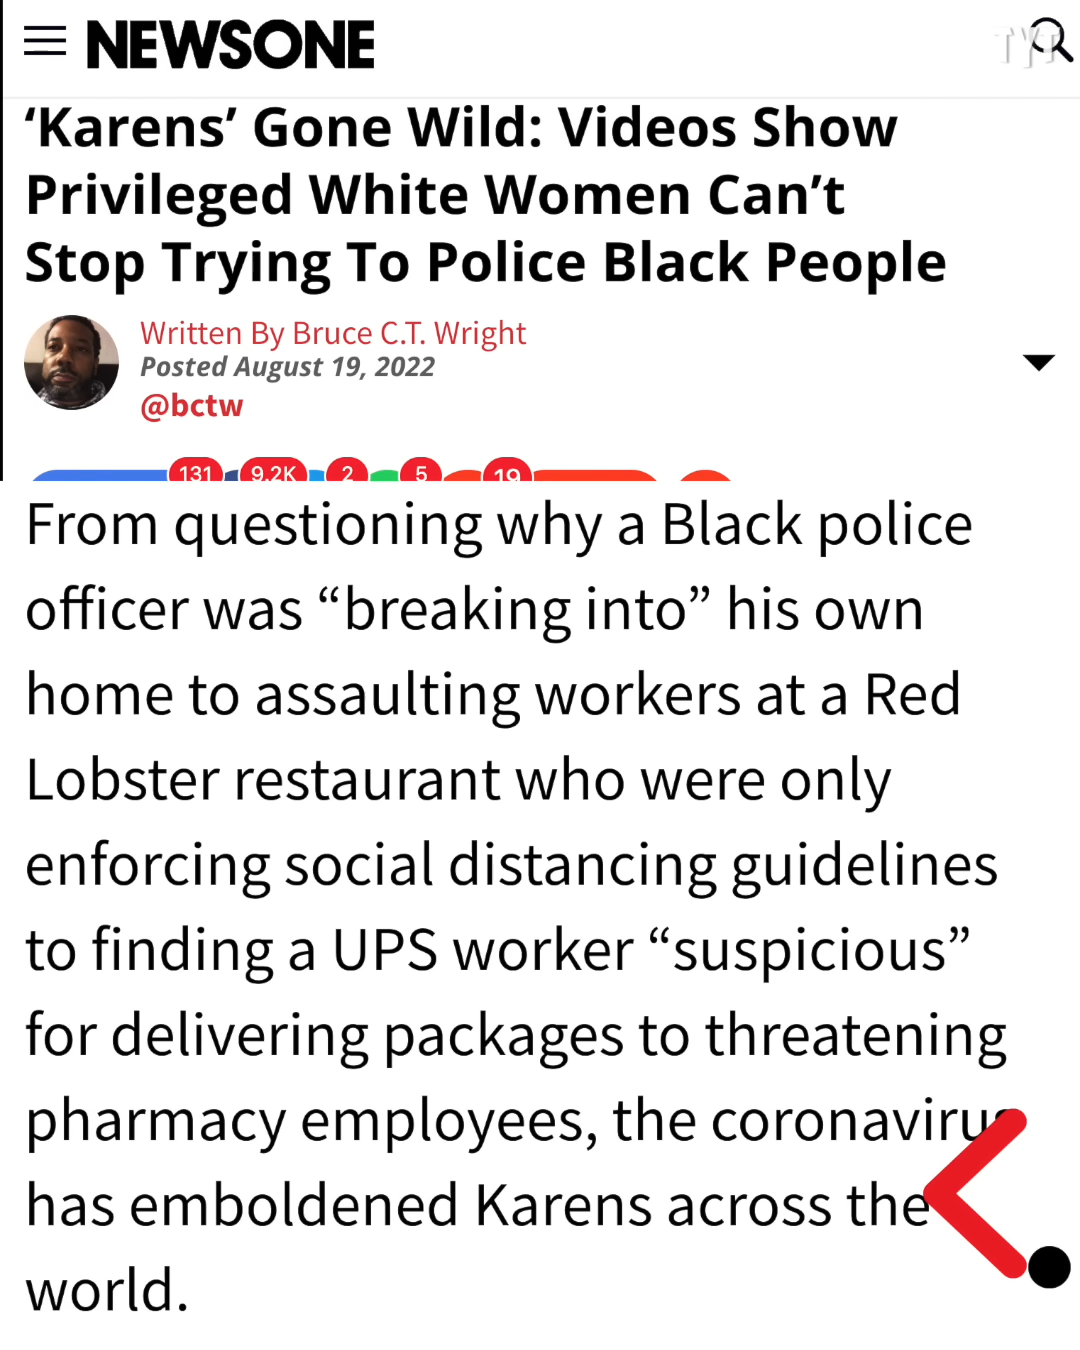 NEWSONE
TYT
‘Karens’ Gone Wild: Videos Show
Privileged White Women Can’t
Stop Trying To Police Black People
Written By Bruce C.T. Wright
Posted August 19, 2022
@bctw
131 9.2K 2 5 19
From questioning why a Black police
officer was “breaking into” his own
home to assaulting workers at a Red
Lobster restaurant who were only
enforcing social distancing guidelines
to finding a UPS worker “suspicious”
for delivering packages to threatening
pharmacy employees, the coronavirus
has emboldened Karens across the
world.